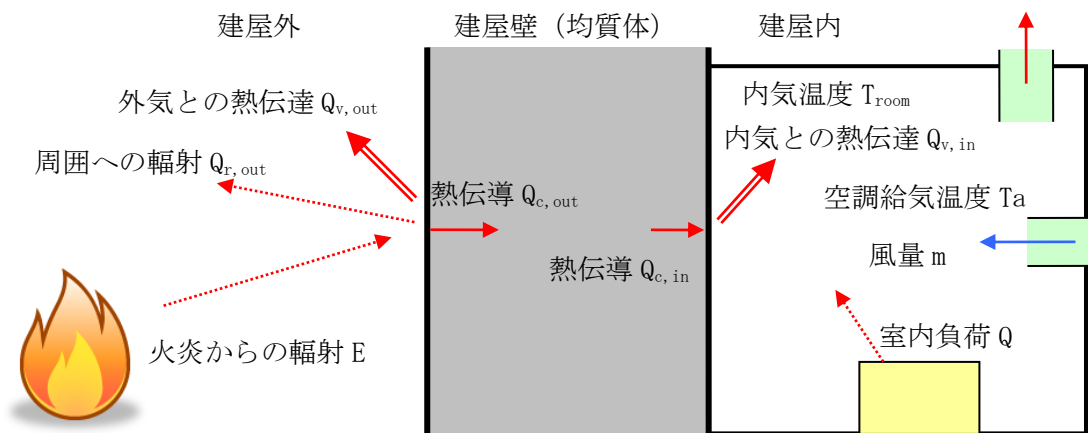 建屋外
建屋壁（均質体）
建屋内
外気との熱伝達 Qv,out
内気温度 Troom
内気との熱伝達 Qv,in
周囲への輻射 Qr,out
熱伝導 Qc,out
空調給気温度 Ta
風量 m
熱伝導 Qc,in
火炎からの輻射 E
室内負荷 Q